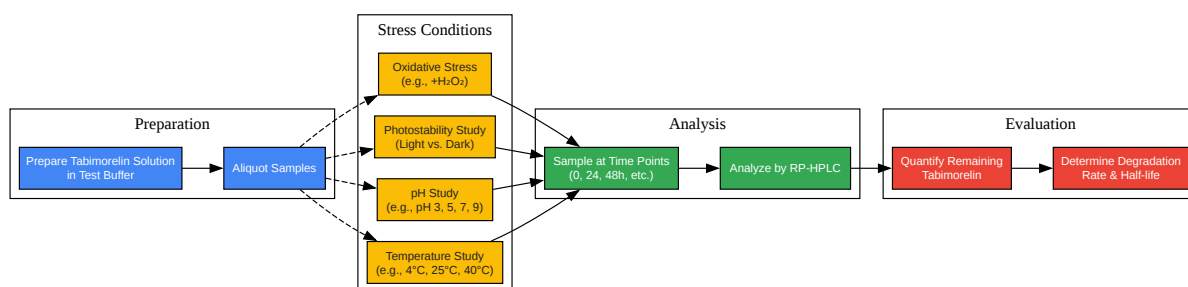 Preparation
Prepare Tabimorelin Solution
in Test Buffer
Aliquot Samples
Stress Conditions
Oxidative Stress
(e.g., +H₂O₂)
Photostability Study
(Light vs. Dark)
pH Study
(e.g., pH 3, 5, 7, 9)
Temperature Study
(e.g., 4°C, 25°C, 40°C)
Analysis
Sample at Time Points
(0, 24, 48h, etc.)
Analyze by RP-HPLC
Evaluation
Quantify Remaining
Tabimorelin
Determine Degradation
Rate & Half-life